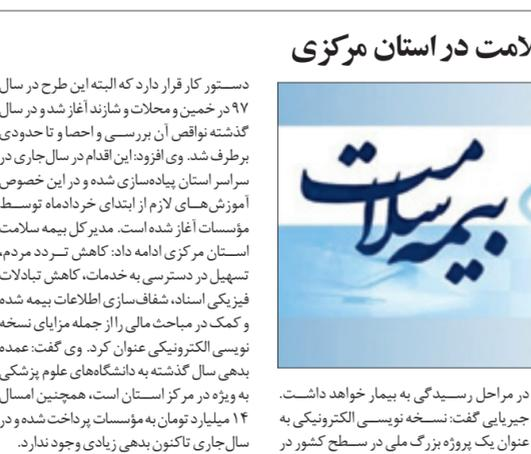 لامت در استان مرکزی
بیمه سلامت
در مراحل رسیدگی به بیمار خواهد داشت.
جیریایی گفت: نسخه نویسی الکترونیکی به
عنوان یک پروژه بزرگ ملی در سطح کشور در
دستور کار قرار دارد که البته این طرح در سال
۹۷ در خمین و محلات و شازند آغاز شد و در سال
گذشته نواقص آن بررسی و احصا و تا حدودی
برطرف شد. وی افزود: این اقدام در سال جاری در
سراسر استان پیاده‌سازی شده و در این خصوص
آموزش‌های لازم از ابتدای خردادماه توسط
مؤسسات آغاز شده است. مدیرکل بیمه سلامت
استان مرکزی ادامه داد: کاهش تردد مردم،
تسهیل در دسترسی به خدمات، کاهش تبادلات
فیزیکی اسناد، شفاف‌سازی اطلاعات بیمه شده
و کمک در مباحث مالی را از جمله مزایای نسخه
نویسی الکترونیکی عنوان کرد. وی گفت: عمده
بدهی سال گذشته به دانشگاه‌های علوم پزشکی
به ویژه در مرکز استان است، همچنین امسال
۱۴ میلیارد تومان به مؤسسات پرداخت شده و در
سال جاری تاکنون بدهی زیادی وجود ندارد.